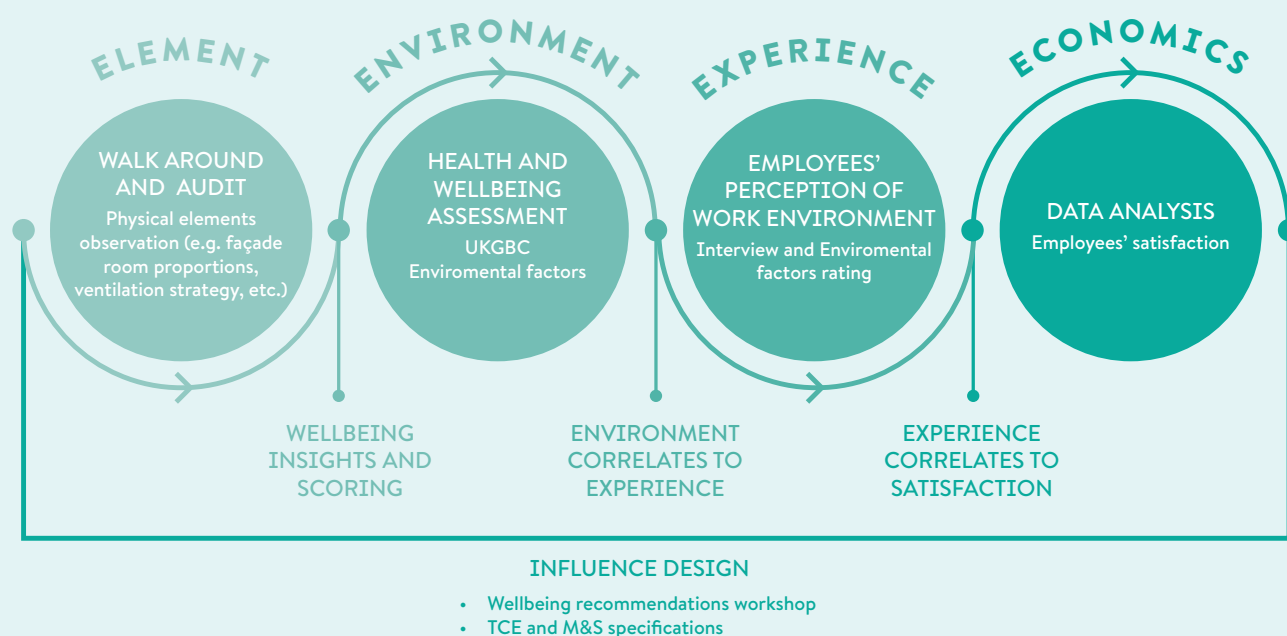 ELEMENT
WALK AROUND
AND AUDIT
Physical elements
observation (e.g. façade
room proportions,
ventilation strategy, etc.)
ENVIRONMENT
HEALTH AND
WELLBEING
ASSESSMENT
UKGBC
Enviromental factors
EXPERIENCE
EMPLOYEES’
PERCEPTION OF
WORK ENVIRONMENT
Interview and Enviromental
factors rating
ECONOMICS
DATA ANALYSIS
Employees’ satisfaction
WELLBEING
INSIGHTS AND
SCORING
ENVIRONMENT
CORRELATES TO
EXPERIENCE
EXPERIENCE
CORRELATES TO
SATISFACTION
INFLUENCE DESIGN
• Wellbeing recommendations workshop
• TCE and M&S specifications